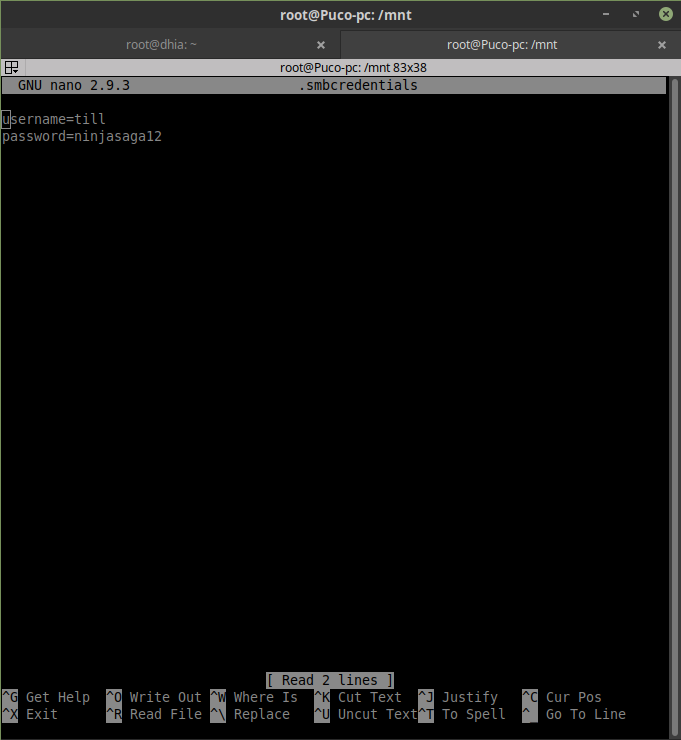 root@Puco-pc: /mnt
root@dhia: ~
root@Puco-pc: /mnt
root@Puco-pc: /mnt 83x38
GNU nano 2.9.3 .smbcredentials
username=till
password=ninjasaga12
[ Read 2 lines ]
^G Get Help ^O Write Out ^W Where Is ^K Cut Text ^J Justify ^C Cur Pos
^X Exit ^R Read File ^\ Replace ^U Uncut Text ^T To Spell ^_ Go To Line